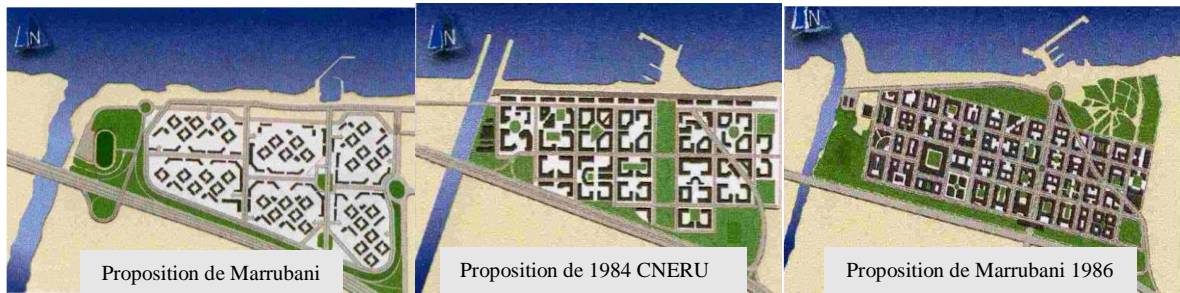 N
N
N
Proposition de Marrubani
Proposition de 1984 CNERU
Proposition de Marrubani 1986